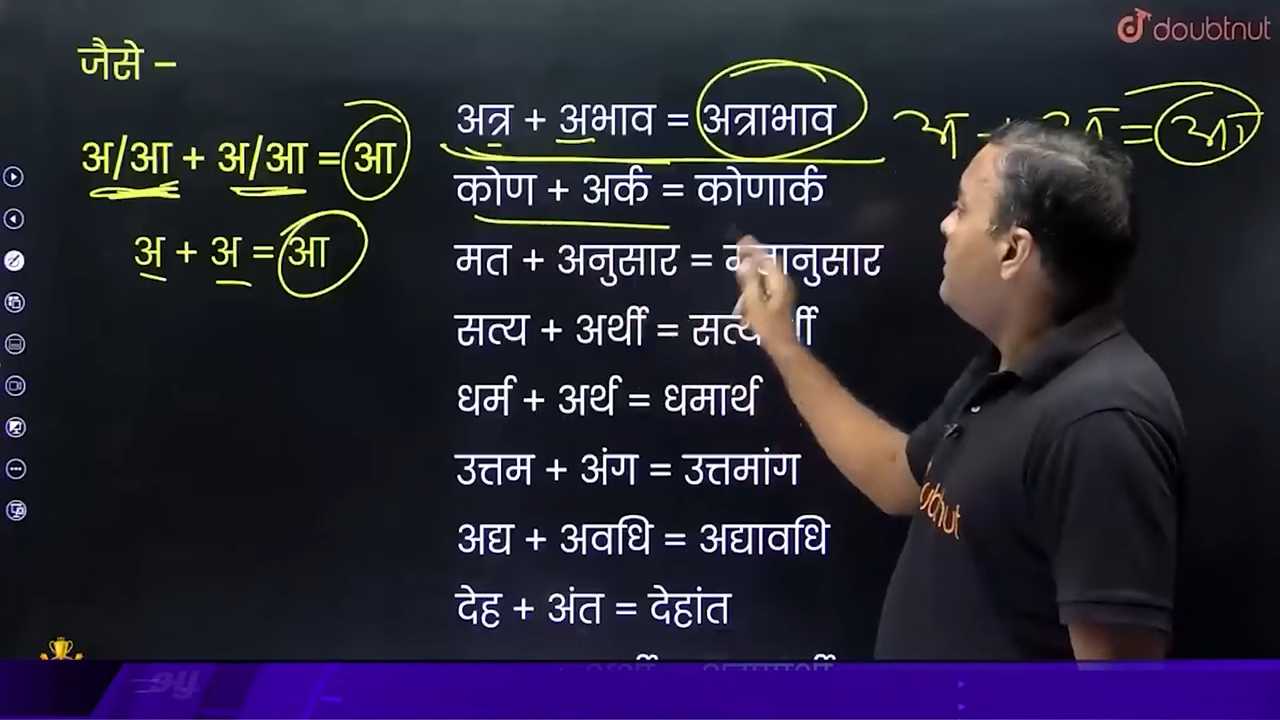 doubtnut
जैसे –
अ/आ + अ/आ = आ
अ + अ = आ
अत्र + अभाव = अत्राभाव
कोण + अर्क = कोणार्क
मत + अनुसार = मतानुसार
सत्य + अर्थी =
धर्म + अर्थ = धमार्थ
उत्तम + अंग = उत्तमांग
अद्य + अवधि = अद्यावधि
देह + अंत = देहांत